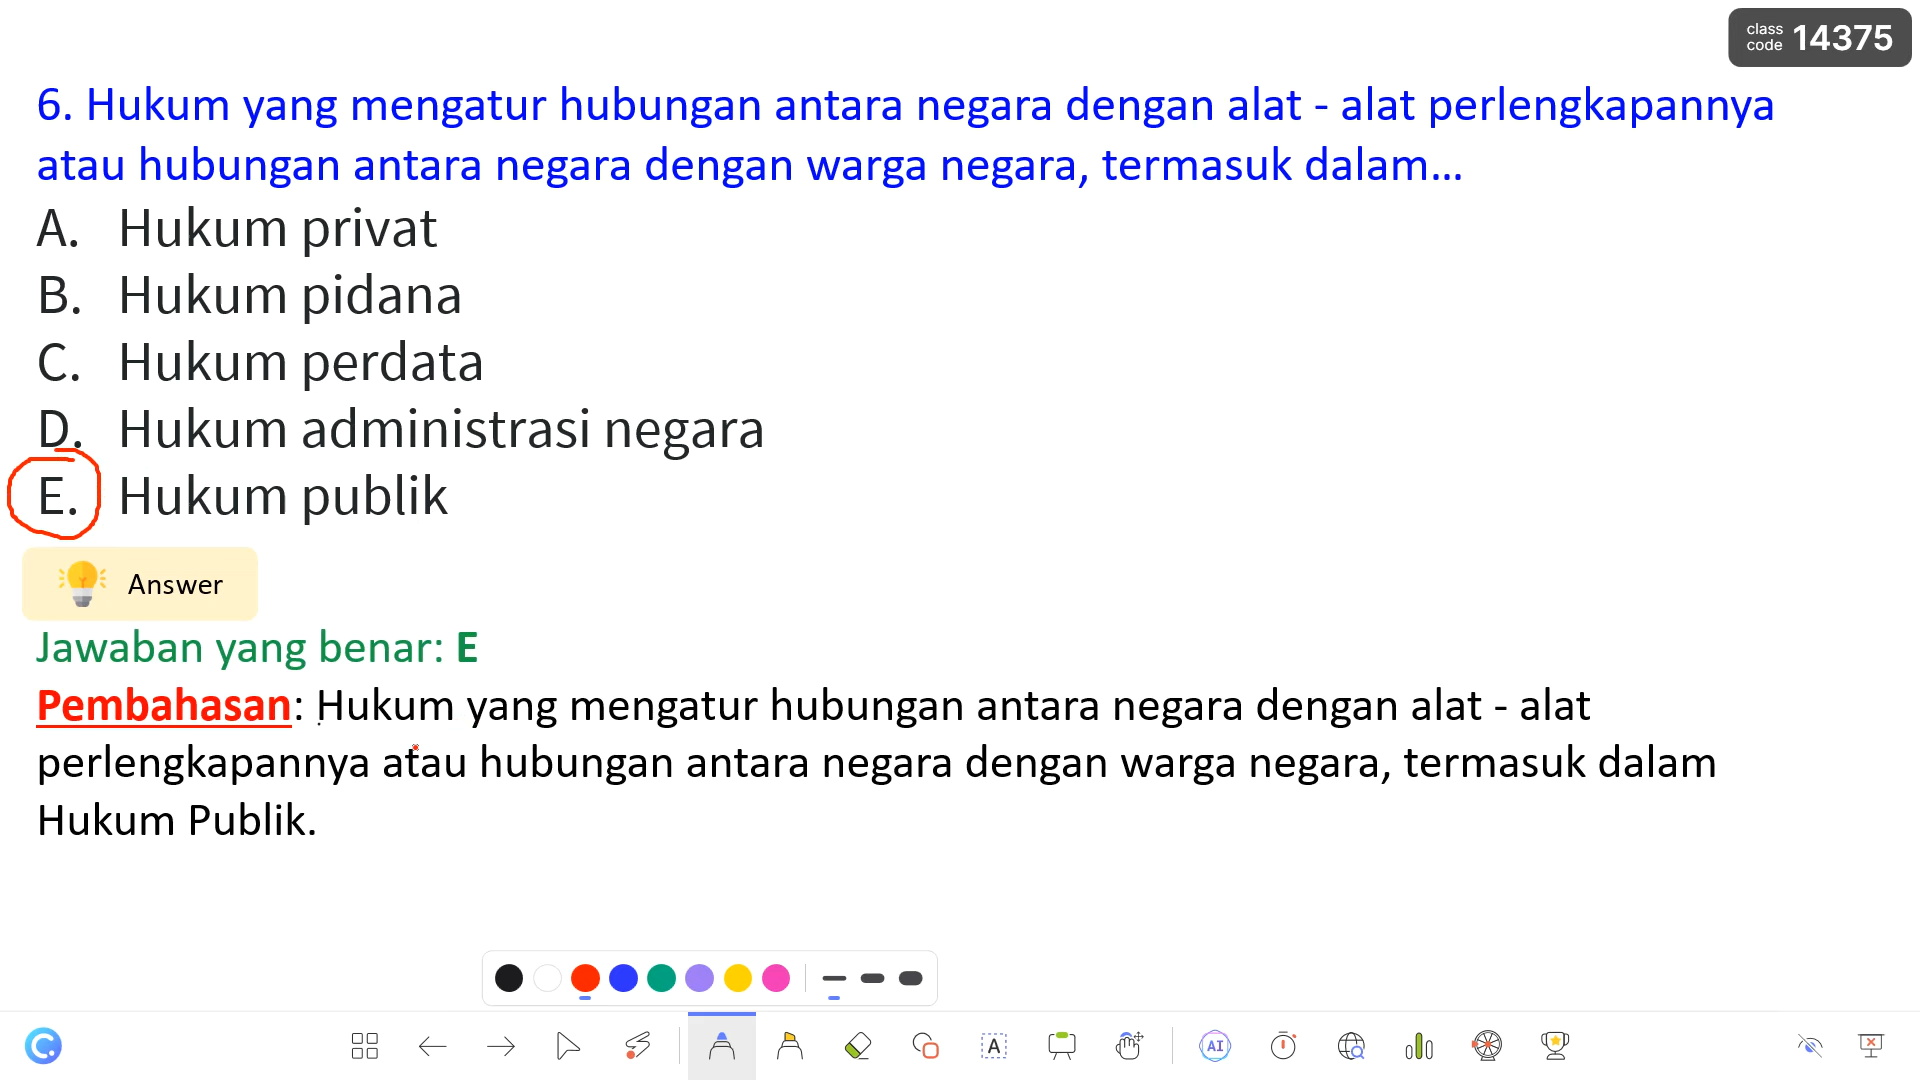 class
code 14375
6. Hukum yang mengatur hubungan antara negara dengan alat - alat perlengkapannya
atau hubungan antara negara dengan warga negara, termasuk dalam...
A. Hukum privat
B. Hukum pidana
C. Hukum perdata
D. Hukum administrasi negara
E. Hukum publik
Answer
Jawaban yang benar: E
Pembahasan: Hukum yang mengatur hubungan antara negara dengan alat - alat
perlengkapannya atau hubungan antara negara dengan warga negara, termasuk dalam
Hukum Publik.
A
AI